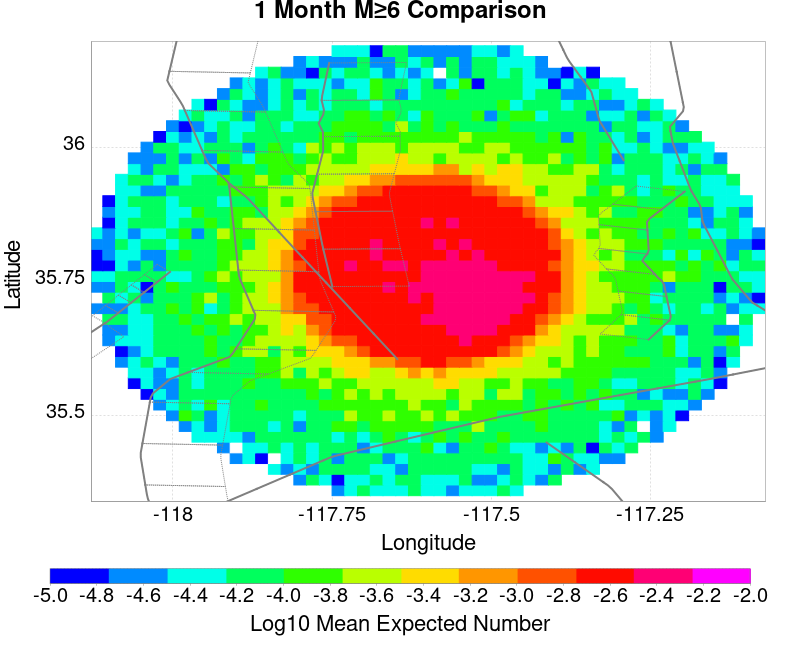 1 Month M≥6 Comparison
36
35.75
35.5
Latitude
-118 -117.75 -117.5 -117.25
Longitude
-5.0 -4.8 -4.6 -4.4 -4.2 -4.0 -3.8 -3.6 -3.4 -3.2 -3.0 -2.8 -2.6 -2.4 -2.2 -2.0
Log10 Mean Expected Number